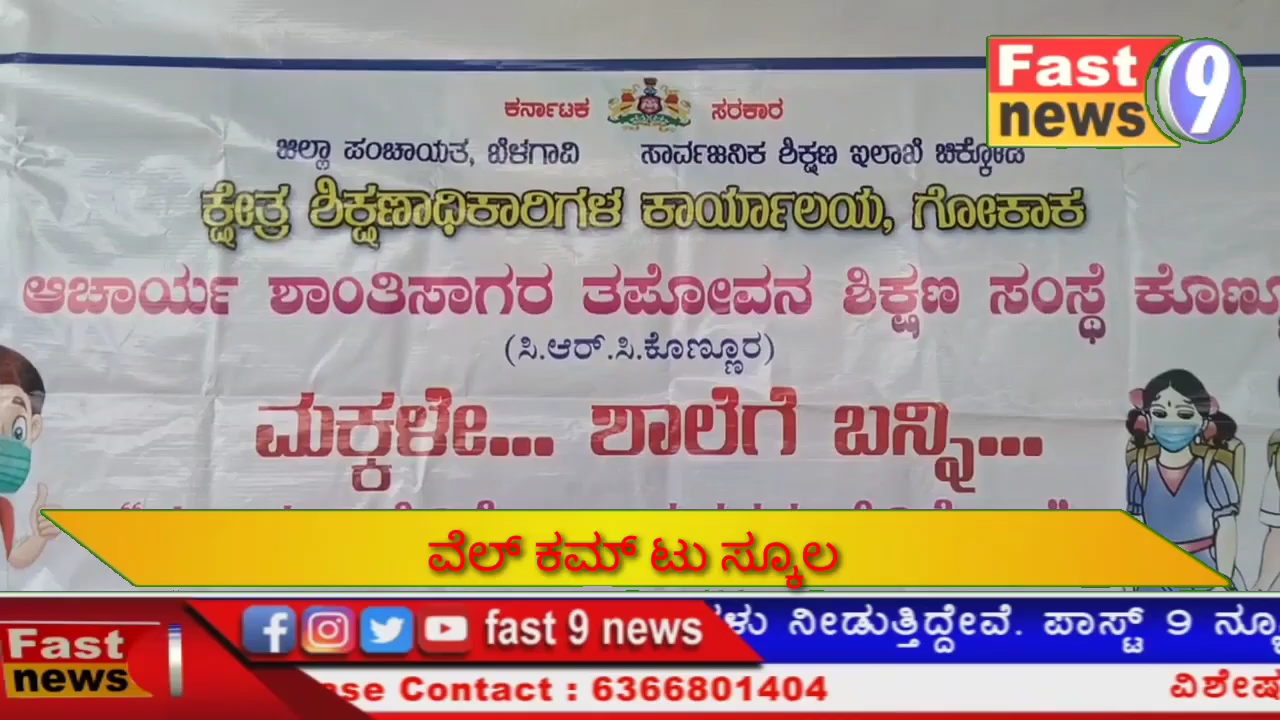 Fast
news 9
ಕರ್ನಾಟಕ ಸರಕಾರ
ಜಿಲ್ಲಾ ಪಂಚಾಯತ, ಬೆಳಗಾವಿ ಸಾರ್ವಜನಿಕ ಶಿಕ್ಷಣ ಇಲಾಖೆ ಚಿಕ್ಕೋಡಿ
ಕ್ಷೇತ್ರ ಶಿಕ್ಷಣಾಧಿಕಾರಿಗಳ ಕಾರ್ಯಾಲಯ, ಗೋಕಾಕ
ಆಚಾರ್ಯ ಶಾಂತಿಸಾಗರ ತಪೋವನ ಶಿಕ್ಷಣ ಸಂಸ್ಥೆ
(ಸಿ.ಆರ್.ಸಿ.ಕೊಣ್ಣೂರ)
ಮಕ್ಕಳೇ... ಶಾಲೆಗೆ ಬನ್ನಿ...
ವೆಲ್ ಕಮ್ ಟು ಸ್ಕೂಲ
fast 9 news ನೀಡುತ್ತಿದ್ದೇವೆ. ಪಾಸ್ಟ್ 9
Fast
news
Contact : 6366801404